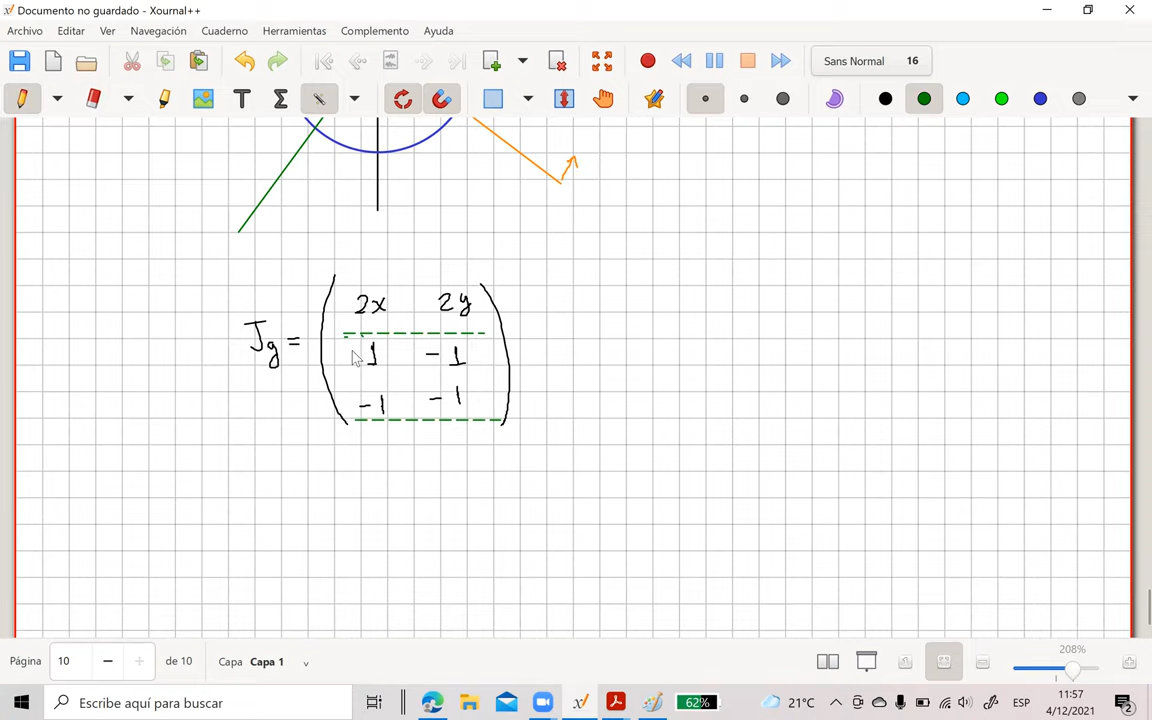 Documento no guardado - Xournal++
Archivo Editar Ver Navegación Cuaderno Herramientas Complemento Ayuda
Sans Normal 16
2x 2y
Jg = 1 -1
-1 -1
Página 10 de 10 Capa Capa 1 208%
Escribe aquí para buscar 62% 21°C ESP 11:57
4/12/2021 2